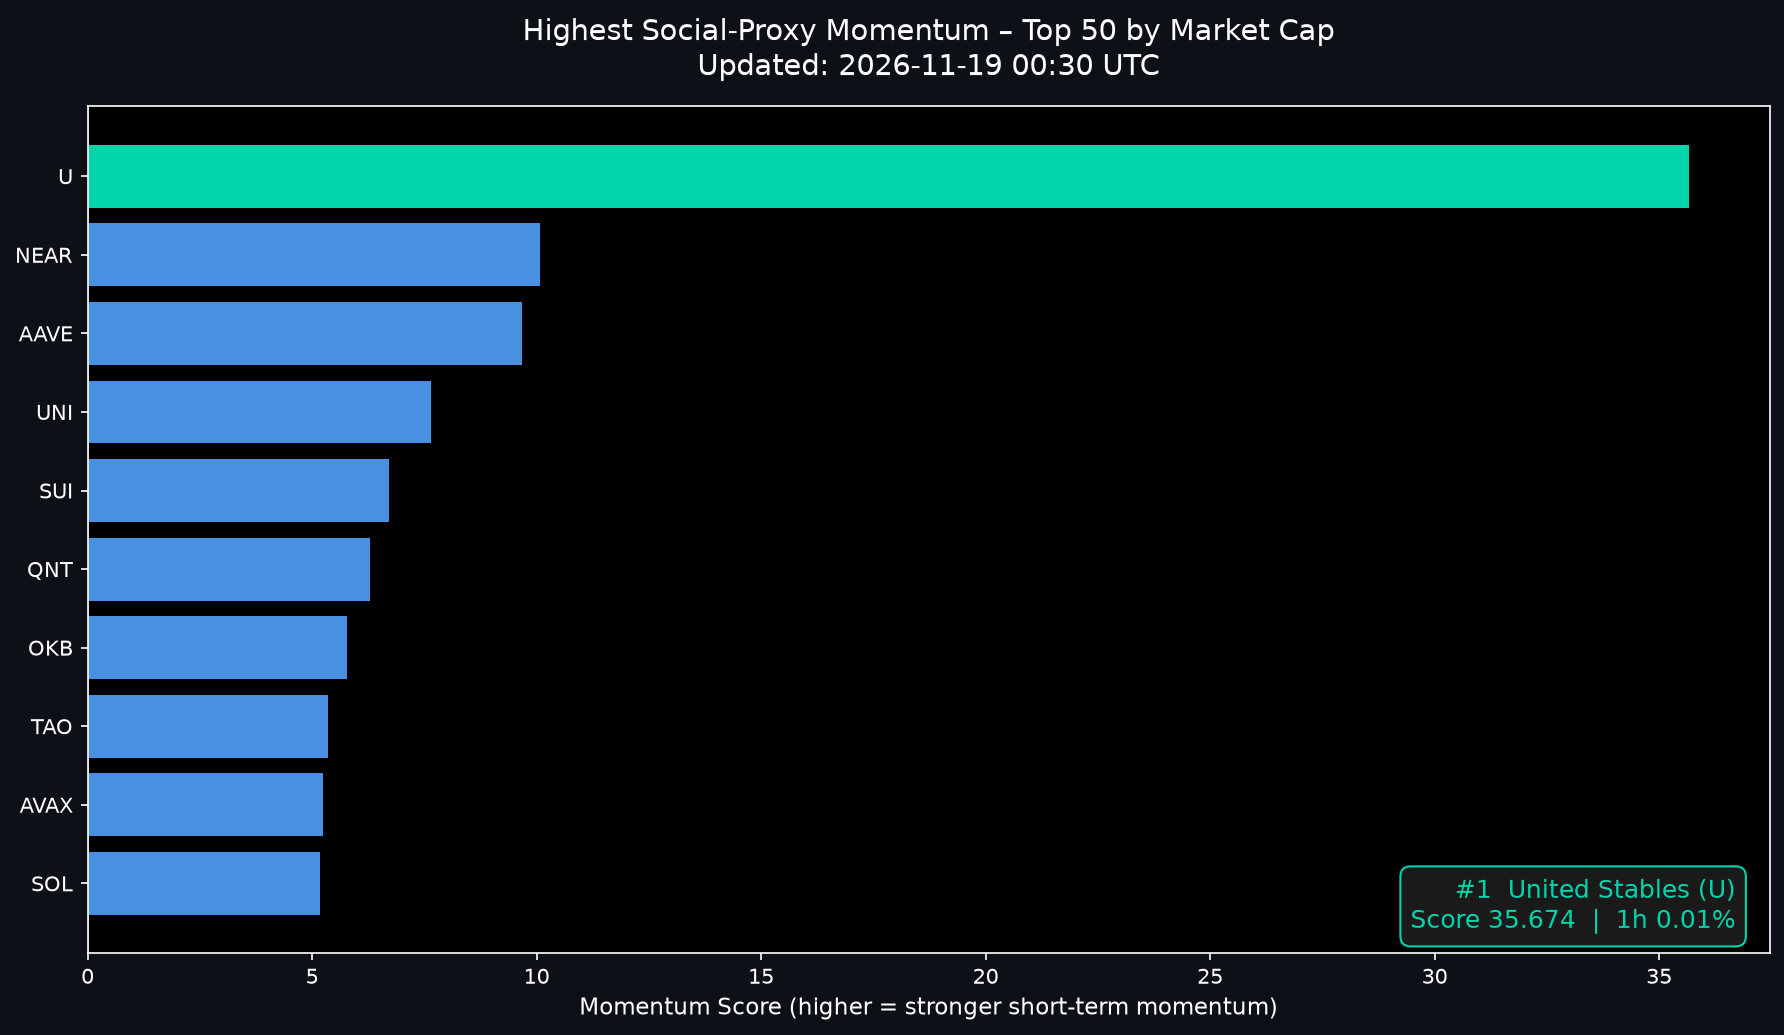 Highest Social-Proxy Momentum – Top 50 by Market Cap
Updated: 2026-11-19 00:30 UTC
U
NEAR
AAVE
UNI
SUI
QNT
OKB
TAO
AVAX
SOL
#1 United Stables (U)
Score 35.674 | 1h 0.01%
0 5 10 15 20 25 30 35
Momentum Score (higher = stronger short-term momentum)